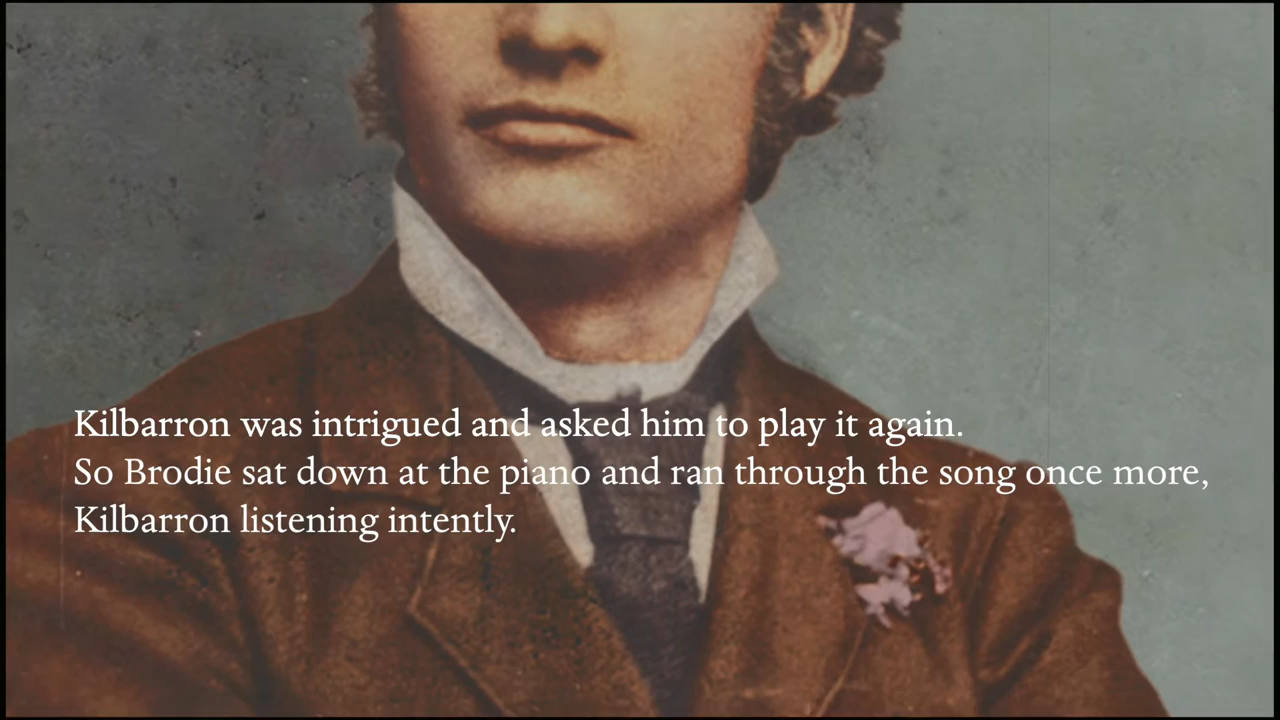 Kilbarron was intrigued and asked him to play it again.
So Brodie sat down at the piano and ran through the song once more,
Kilbarron listening intently.